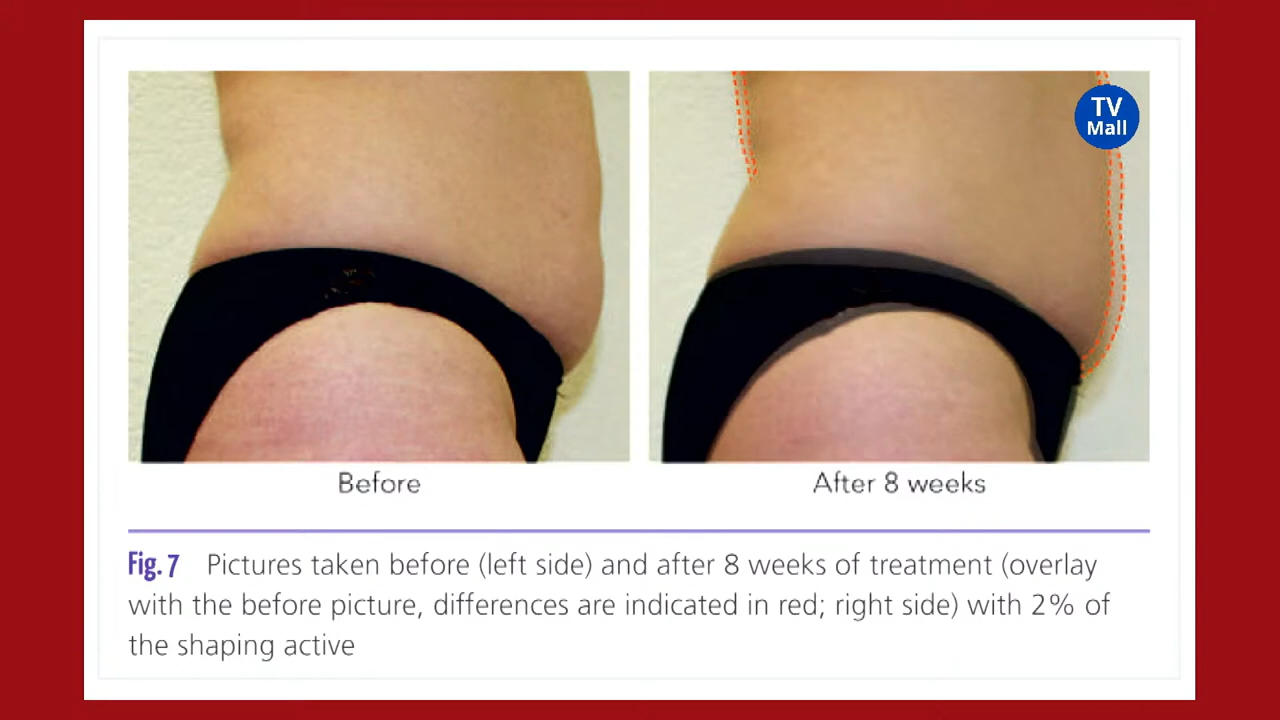 TV
Mall
Before
After 8 weeks
Fig. 7 Pictures taken before (left side) and after 8 weeks of treatment (overlay
with the before picture, differences are indicated in red; right side) with 2% of
the shaping active